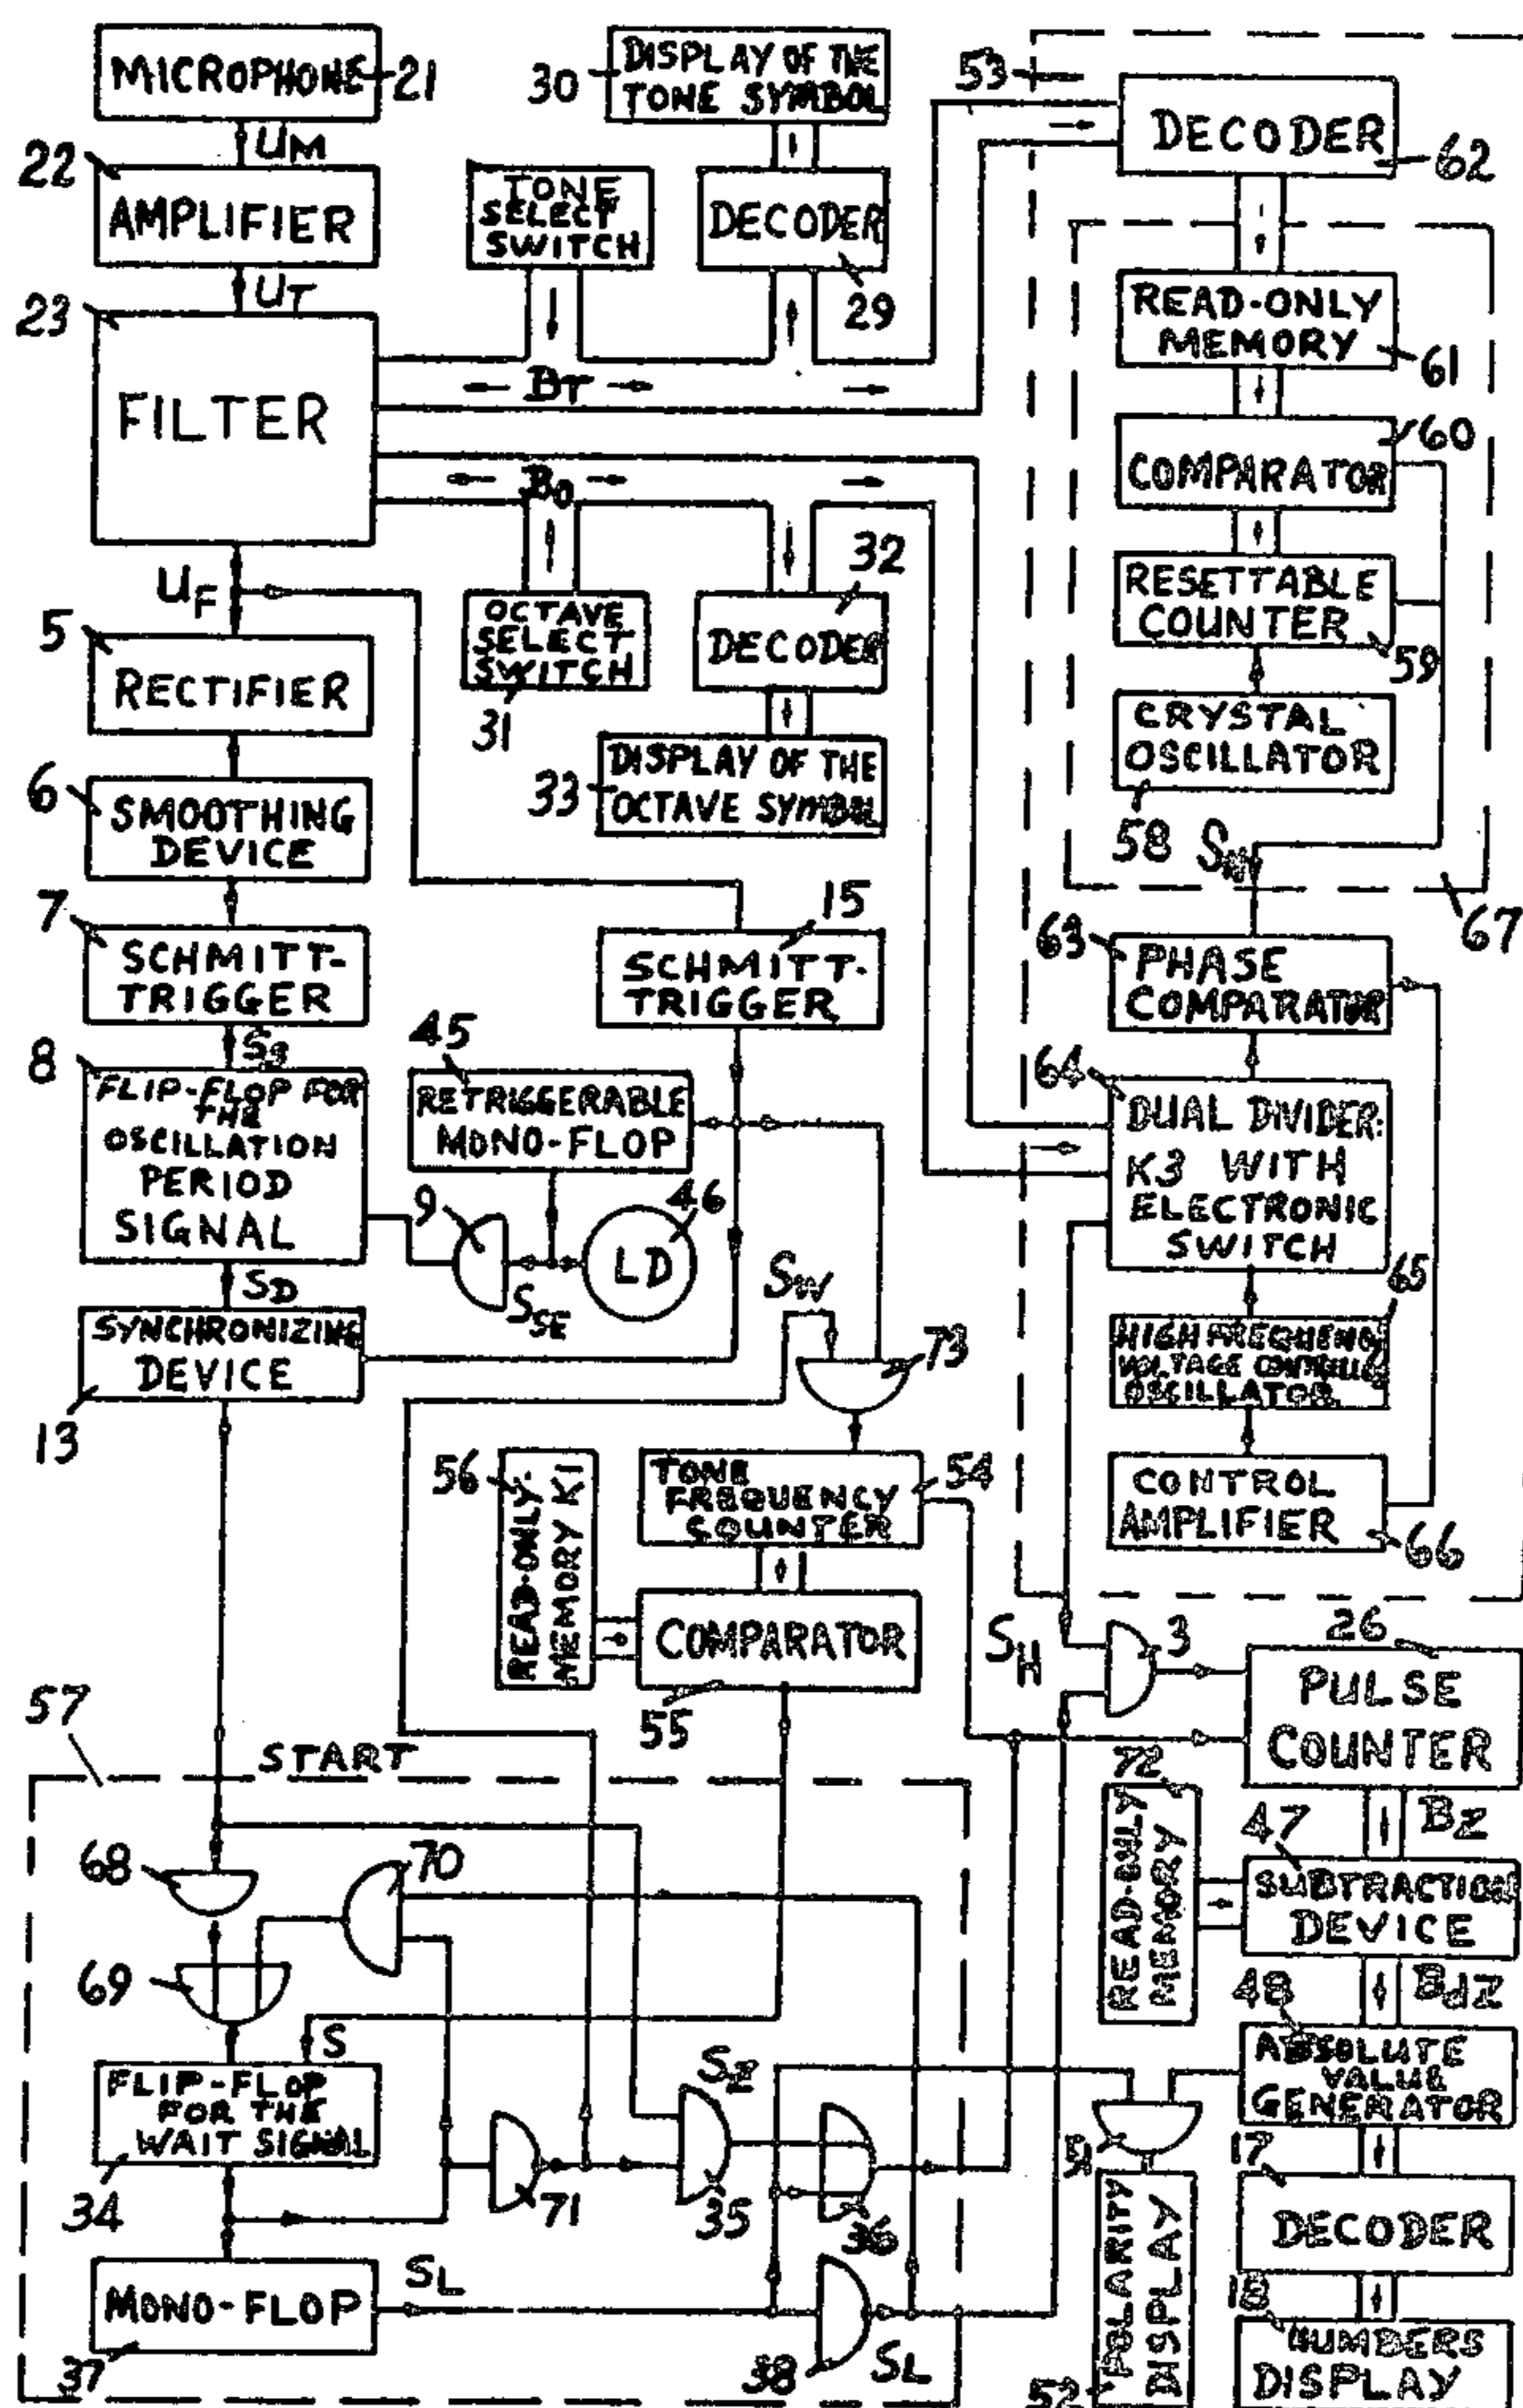 MICROPHONE
21
UM
22
AMPLIFIER
UT
23
FILTER
UF
5
RECTIFIER
6
SMOOTHING
DEVICE
7
SCHMITT-
TRIGGER
8
FLIP-FLOP FOR
THE
OSCILLATION
PERIOD
SIGNAL
SD
SYNCHRONIZING
DEVICE
13
30
DISPLAY OF THE
TONE SYMBOL
TONE
SELECT
SWITCH
DECODER
29
BT
BO
OCTAVE
SELECT
SWITCH
31
32
DECODER
33
DISPLAY OF THE
OCTAVE SYMBOL
15
SCHMITT-
TRIGGER
45
RETRIGGERABLE
MONO-FLOP
9
46
LD
SSE
SW
73
56
READ-ONLY-
MEMORY K1
TONE
FREQUENCY
COUNTER
54
COMPARATOR
55
53
DECODER
62
READ-ONLY
MEMORY
61
60
COMPARATOR
RESETTABLE
COUNTER
59
CRYSTAL
OSCILLATOR
58
67
63
PHASE
COMPARATOR
64
DUAL DIVIDER:
K3 WITH
ELECTRONIC
SWITCH
65
HIGH FREQUENCY
VOLTAGE CONTROLLED
OSCILLATOR
CONTROL
AMPLIFIER
66
SH
3
26
PULSE
COUNTER
BZ
72
READ-ONLY
MEMORY
47
SUBTRACTION
DEVICE
BdZ
48
ABSOLUTE
VALUE
GENERATOR
17
DECODER
18
NUMBERS
DISPLAY
51
POLARITY
DISPLAY
52
57
START
68
70
69
S
FLIP-FLOP
FOR THE
WAIT SIGNAL
34
71
35
36
MONO-FLOP
37
SL
38
SL